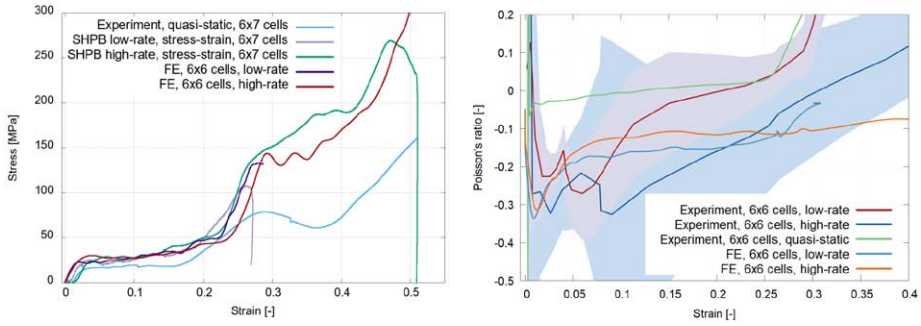 300
250
200
150
100
50
0
Stress [MPa]
Experiment, quasi-static, 6x7 cells
SHPB low-rate, stress-strain, 6x7 cells
SHPB high-rate, stress-strain, 6x7 cells
FE, 6x6 cells, low-rate
FE, 6x6 cells, high-rate
0 0.1 0.2 0.3 0.4 0.5
Strain [-]
0.2
0.1
0
-0.1
-0.2
-0.3
-0.4
-0.5
Poisson's ratio [-]
Experiment, 6x6 cells, low-rate
Experiment, 6x6 cells, high-rate
Experiment, 6x6 cells, quasi-static
FE, 6x6 cells, low-rate
FE, 6x6 cells, high-rate
0 0.05 0.1 0.15 0.2 0.25 0.3 0.35 0.4
Strain [-]